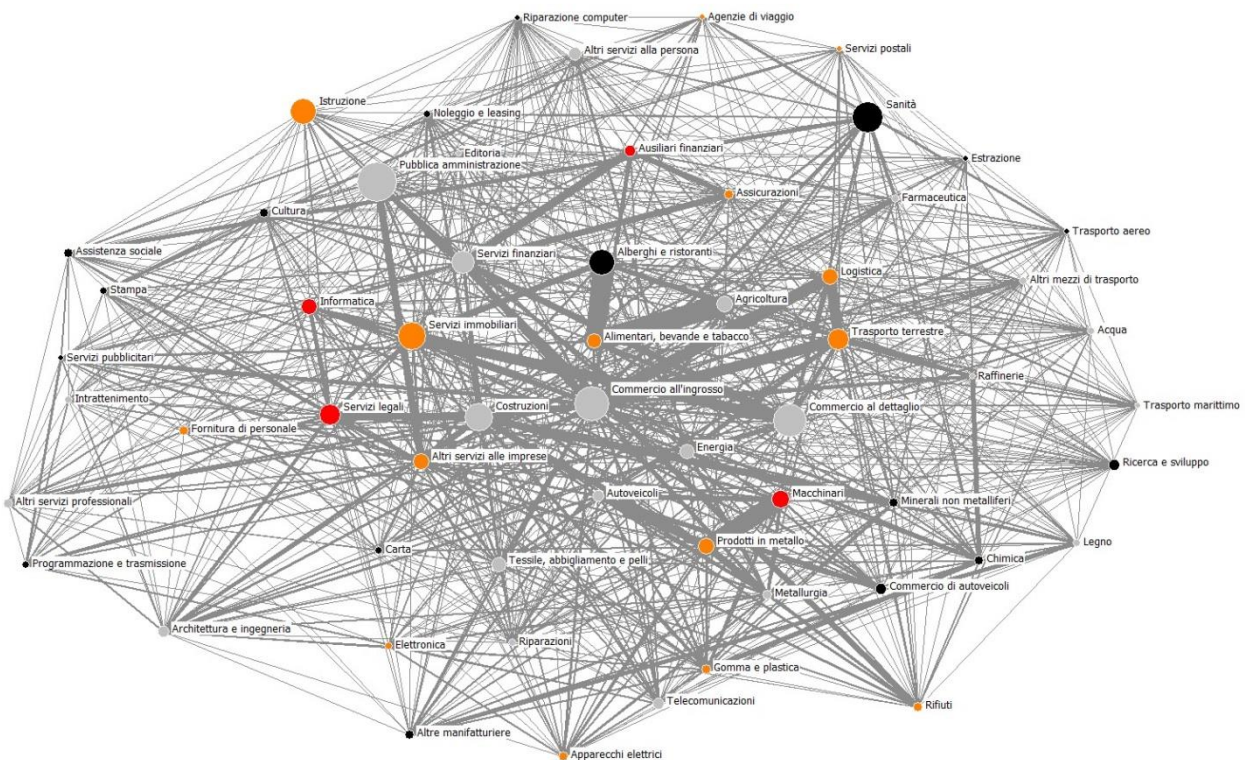 Riparazione computer
Agenzie di viaggio
Altri servizi alla persona
Servizi postali
Istruzione
Sanità
Noleggio e leasing
Editoria
Ausiliari finanziari
Pubblica amministrazione
Estrazione
Assicurazioni
Farmaceutica
Cultura
Trasporto aereo
Assistenza sociale
Servizi finanziari
Alberghi e ristoranti
Logistica
Altri mezzi di trasporto
Stampa
Informatica
Agricoltura
Servizi immobiliari
Acqua
Alimentari, bevande e tabacco
Trasporto terrestre
Servizi pubblicitari
Raffinerie
Commercio all'ingrosso
Intrattenimento
Servizi legali
Costruzioni
Commercio al dettaglio
Trasporto marittimo
Fornitura di personale
Energia
Altri servizi alle imprese
Ricerca e sviluppo
Autoveicoli
Macchinari
Altri servizi professionali
Minerali non metalliferi
Prodotti in metallo
Legno
Carta
Programmazione e trasmissione
Tessile, abbigliamento e pelli
Chimica
Commercio di autoveicoli
Metallurgia
Architettura e ingegneria
Riparazioni
Elettronica
Gomma e plastica
Telecomunicazioni
Rifiuti
Altre manifatturiere
Apparecchi elettrici